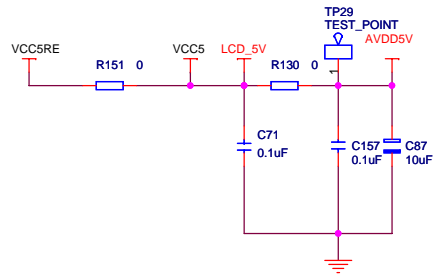 TP29
TEST_POINT
VCC5RE
VCC5
LCD_5V
AVDD5V
R151 0
R130 0
1
C71
0.1uF
C157
0.1uF
C87
10uF